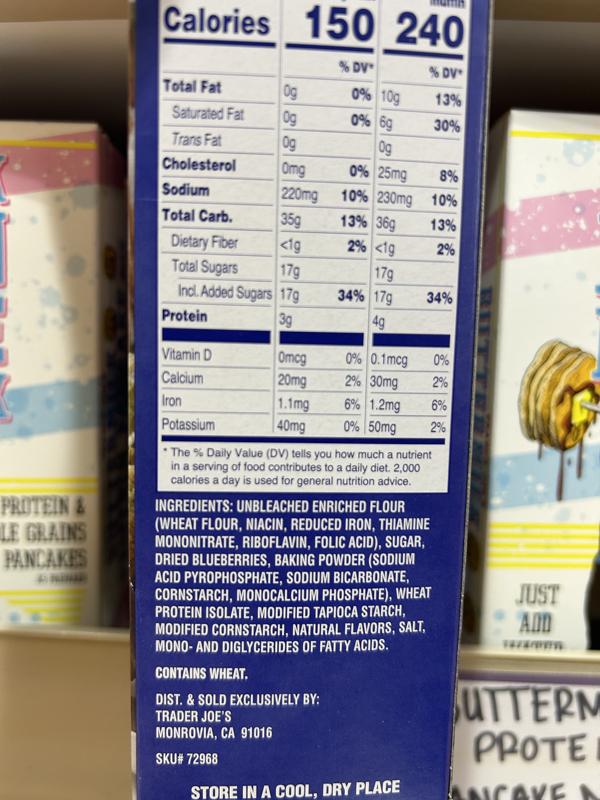 Calories 150 240
% DV* % DV*
Total Fat 0g 0% 10g 13%
Saturated Fat 0g 0% 6g 30%
Trans Fat 0g 0g
Cholesterol 0mg 0% 25mg 8%
Sodium 220mg 10% 230mg 10%
Total Carb. 35g 13% 36g 13%
Dietary Fiber <1g 2% <1g 2%
Total Sugars 17g 17g
Incl. Added Sugars 17g 34% 17g 34%
Protein 3g 4g
Vitamin D 0mcg 0% 0.1mcg 0%
Calcium 20mg 2% 30mg 2%
Iron 1.1mg 6% 1.2mg 6%
Potassium 40mg 0% 50mg 2%
* The % Daily Value (DV) tells you how much a nutrient
in a serving of food contributes to a daily diet. 2,000
calories a day is used for general nutrition advice.
INGREDIENTS: UNBLEACHED ENRICHED FLOUR
(WHEAT FLOUR, NIACIN, REDUCED IRON, THIAMINE
MONONITRATE, RIBOFLAVIN, FOLIC ACID), SUGAR,
DRIED BLUEBERRIES, BAKING POWDER (SODIUM
ACID PYROPHOSPHATE, SODIUM BICARBONATE,
CORNSTARCH, MONOCALCIUM PHOSPHATE), WHEAT
PROTEIN ISOLATE, MODIFIED TAPIOCA STARCH,
MODIFIED CORNSTARCH, NATURAL FLAVORS, SALT,
MONO- AND DIGLYCERIDES OF FATTY ACIDS.
CONTAINS WHEAT.
DIST. & SOLD EXCLUSIVELY BY:
TRADER JOE'S
MONROVIA, CA 91016
SKU# 72968
STORE IN A COOL, DRY PLACE
PROTEIN &
LE GRAINS
PANCAKES
JUST
ADD
UTTERM
PROTE
ANCAKE